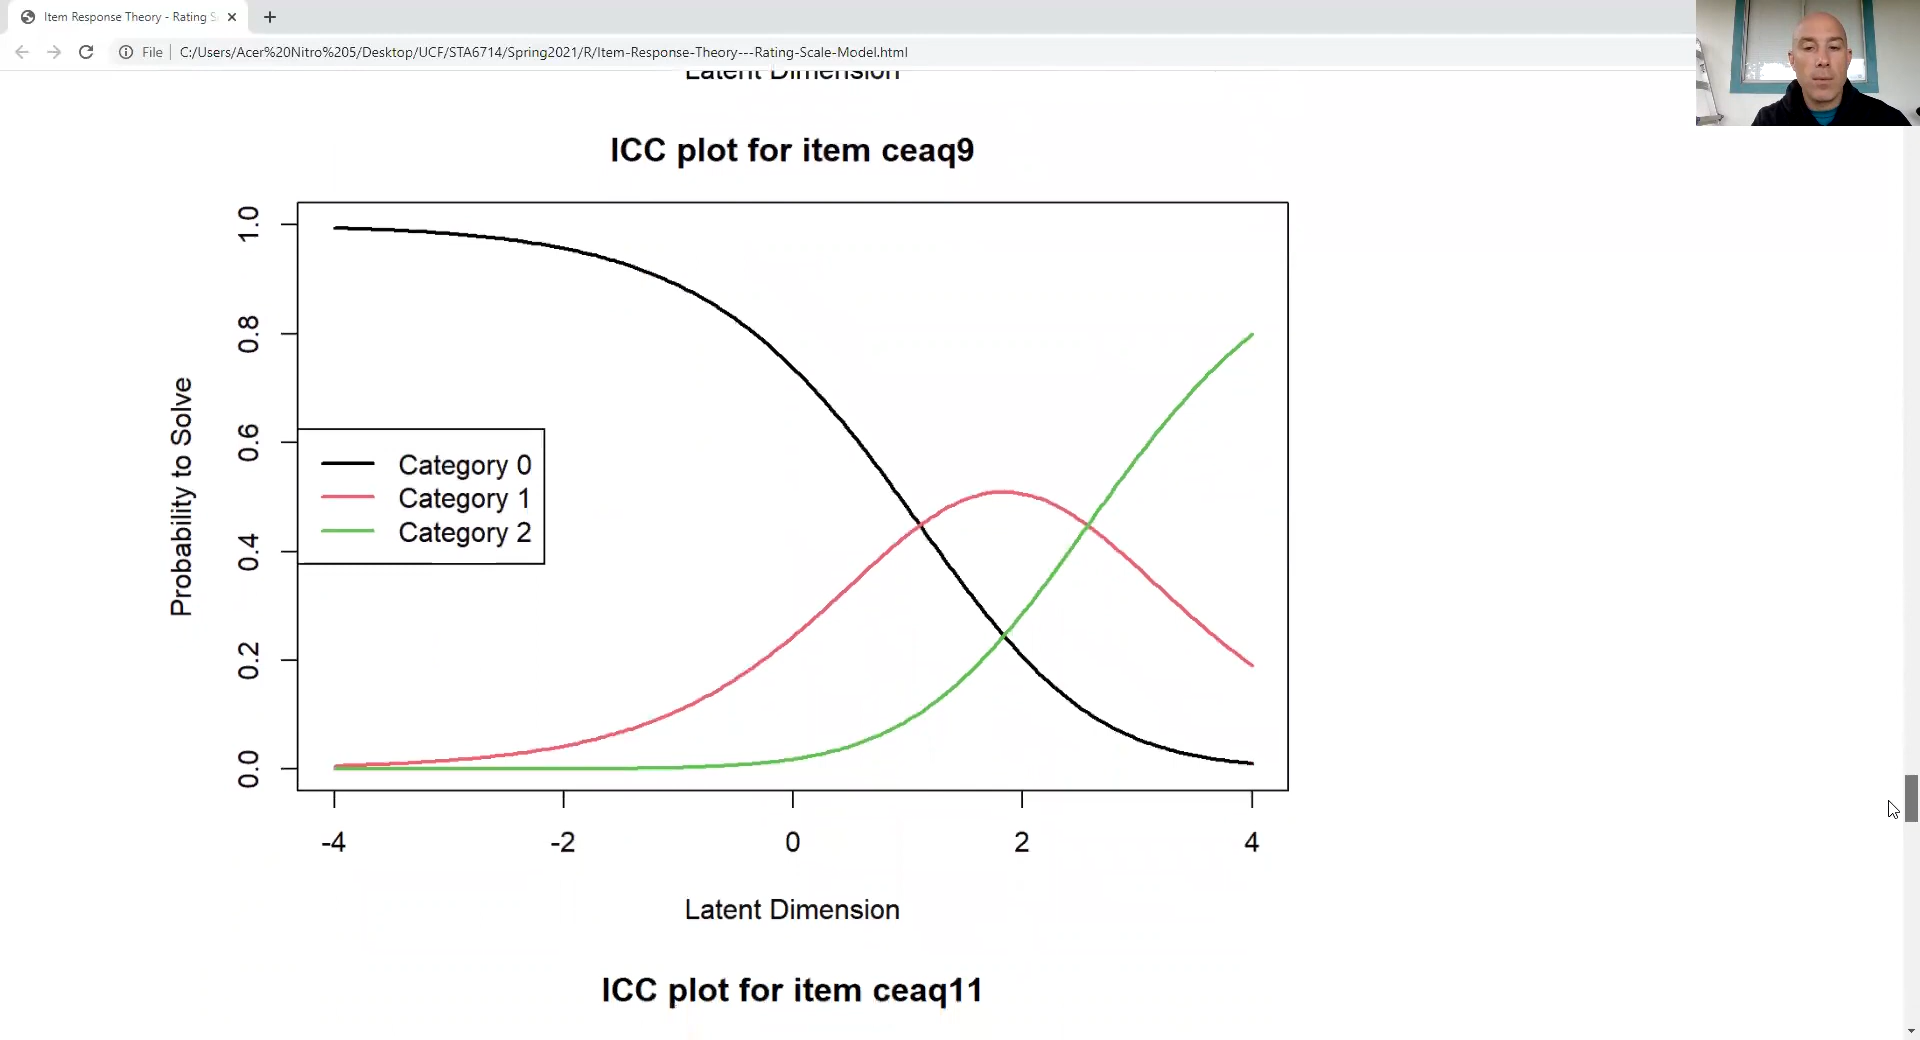 Item Response Theory - Rating S
File C:/Users/Acer%20Nitro%205/Desktop/UCF/STA6714/Spring2021/R/Item-Response-Theory---Rating-Scale-Model.html
Latent Dimension
ICC plot for item ceaq9
Probability to Solve
1.0
0.8
0.6
0.4
0.2
0.0
Category 0
Category 1
Category 2
-4 -2 0 2 4
Latent Dimension
ICC plot for item ceaq11